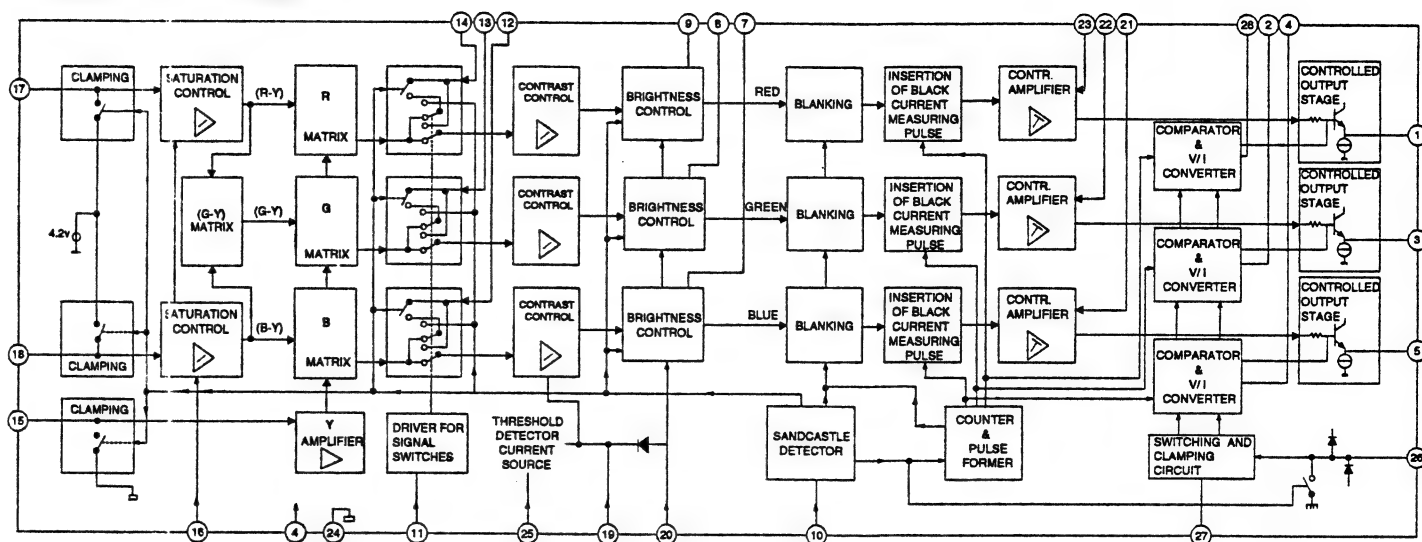 14 13 12 9 6 7 23 22 21 28 2 4
17 CLAMPING
SATURATION
CONTROL
(R-Y)
R
MATRIX
CONTRAST
CONTROL
BRIGHTNESS
CONTROL
RED
BLANKING
INSERTION
OF BLACK
CURRENT
MEASURING
PULSE
CONTR.
AMPLIFIER
COMPARATOR
&
V/I
CONVERTER
CONTROLLED
OUTPUT
STAGE
1
4.2v
(G-Y)
MATRIX
(G-Y)
G
MATRIX
CONTRAST
CONTROL
BRIGHTNESS
CONTROL
GREEN
BLANKING
INSERTION
OF BLACK
CURRENT
MEASURING
PULSE
CONTR.
AMPLIFIER
COMPARATOR
&
V/I
CONVERTER
CONTROLLED
OUTPUT
STAGE
3
18
CLAMPING
SATURATION
CONTROL
(B-Y)
B
MATRIX
CONTRAST
CONTROL
BRIGHTNESS
CONTROL
BLUE
BLANKING
INSERTION
OF BLACK
CURRENT
MEASURING
PULSE
CONTR.
AMPLIFIER
COMPARATOR
&
V/I
CONVERTER
CONTROLLED
OUTPUT
STAGE
5
15
CLAMPING
Y
AMPLIFIER
DRIVER FOR
SIGNAL
SWITCHES
THRESHOLD
DETECTOR
CURRENT
SOURCE
SANDCASTLE
DETECTOR
COUNTER
&
PULSE
FORMER
SWITCHING AND
CLAMPING
CIRCUIT
26
16 4 24 11 25 19 20 10 27